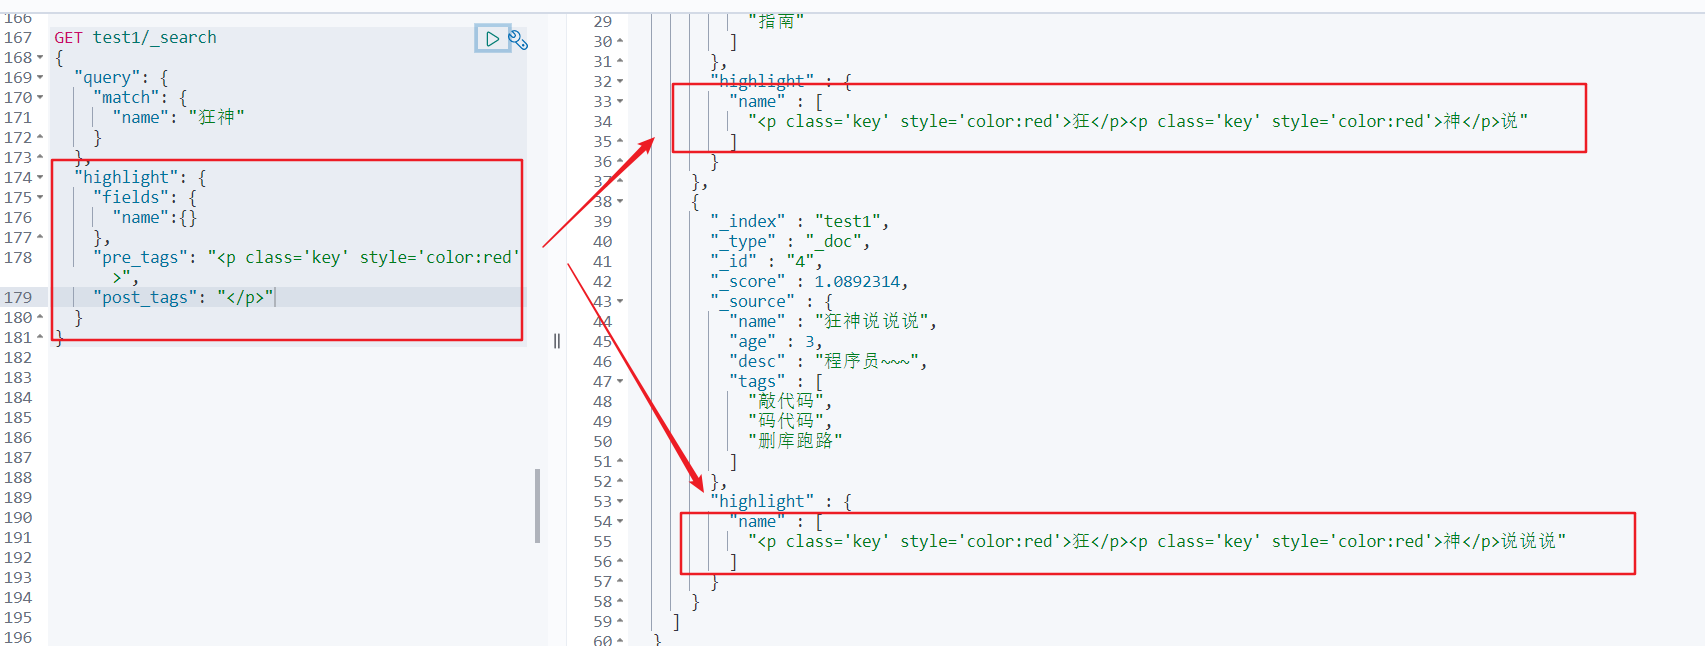 166
167 GET test1/_search
168 {
169 "query": {
170 "match": {
171 "name": "狂神"
172 }
173 },
174 "highlight": {
175 "fields": {
176 "name":{}
177 },
178 "pre_tags": "<p class='key' style='color:red'
>",
179 "post_tags": "</p>"
180 }
181 }
182
183
184
185
186
187
188
189
190
191
192
193
194
195
196
29 "指南"
30 ]
31 },
32 "highlight" : {
33 "name" : [
34 "<p class='key' style='color:red'>狂</p><p class='key' style='color:red'>神</p>说"
35 ]
36 }
37 },
38 {
39 "_index" : "test1",
40 "_type" : "_doc",
41 "_id" : "4",
42 "_score" : 1.0892314,
43 "_source" : {
44 "name" : "狂神说说说",
45 "age" : 3,
46 "desc" : "程序员~~~",
47 "tags" : [
48 "敲代码",
49 "码代码",
50 "删库跑路"
51 ]
52 },
53 "highlight" : {
54 "name" : [
55 "<p class='key' style='color:red'>狂</p><p class='key' style='color:red'>神</p>说说说"
56 ]
57 }
58 }
59 ]
60 }